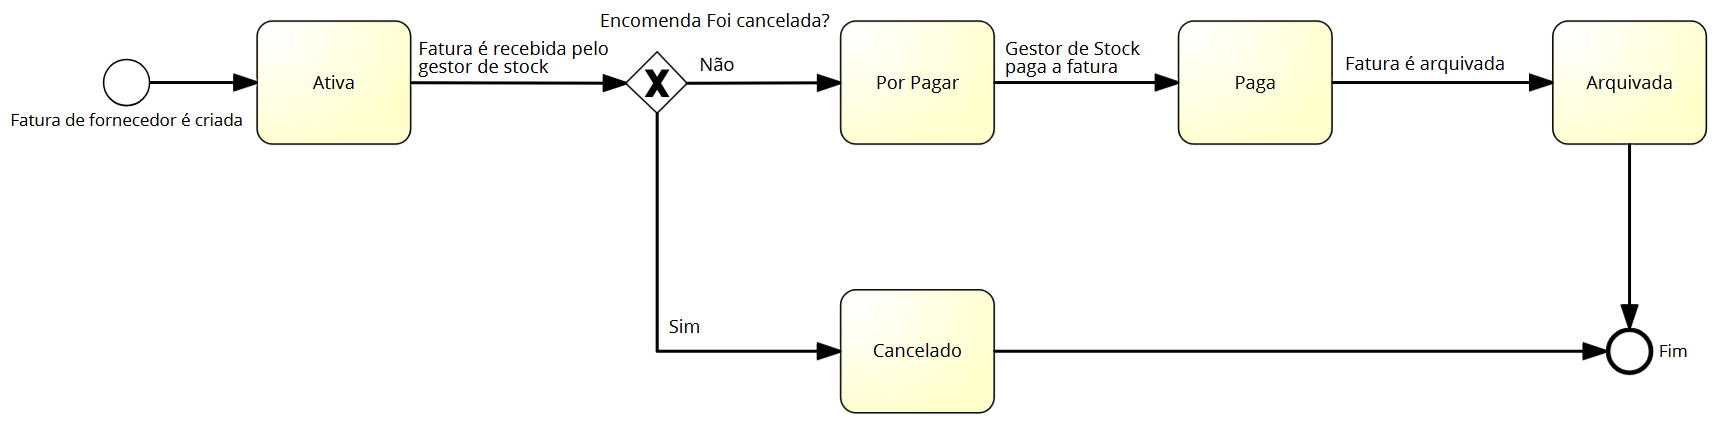 Encomenda Foi cancelada?
Fatura de fornecedor é criada
Ativa
Fatura é recebida pelo
gestor de stock
Não
Por Pagar
Gestor de Stock
paga a fatura
Paga
Fatura é arquivada
Arquivada
Sim
Cancelado
Fim